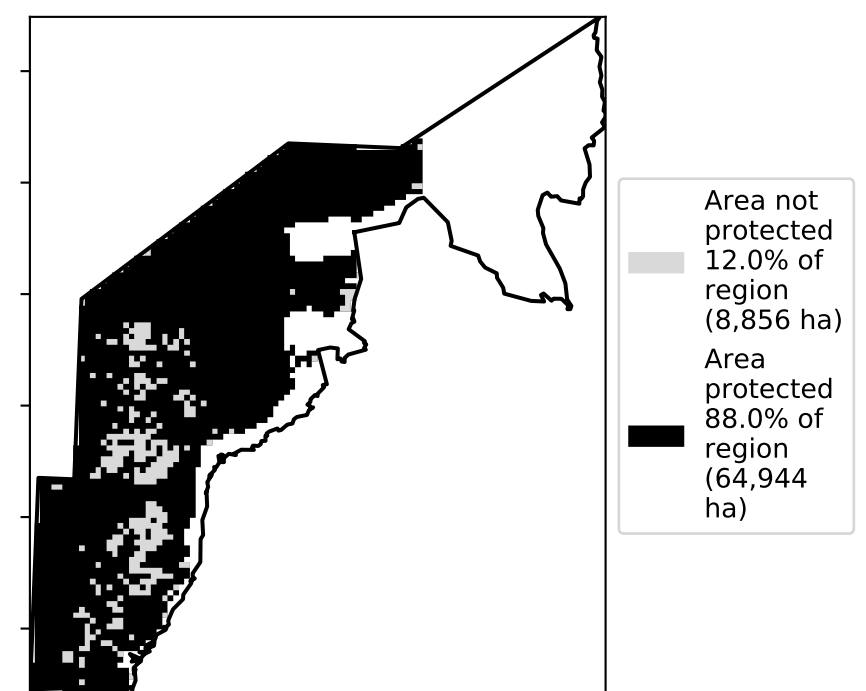 Area not
protected
12.0% of
region
(8,856 ha)
Area
protected
88.0% of
region
(64,944
ha)